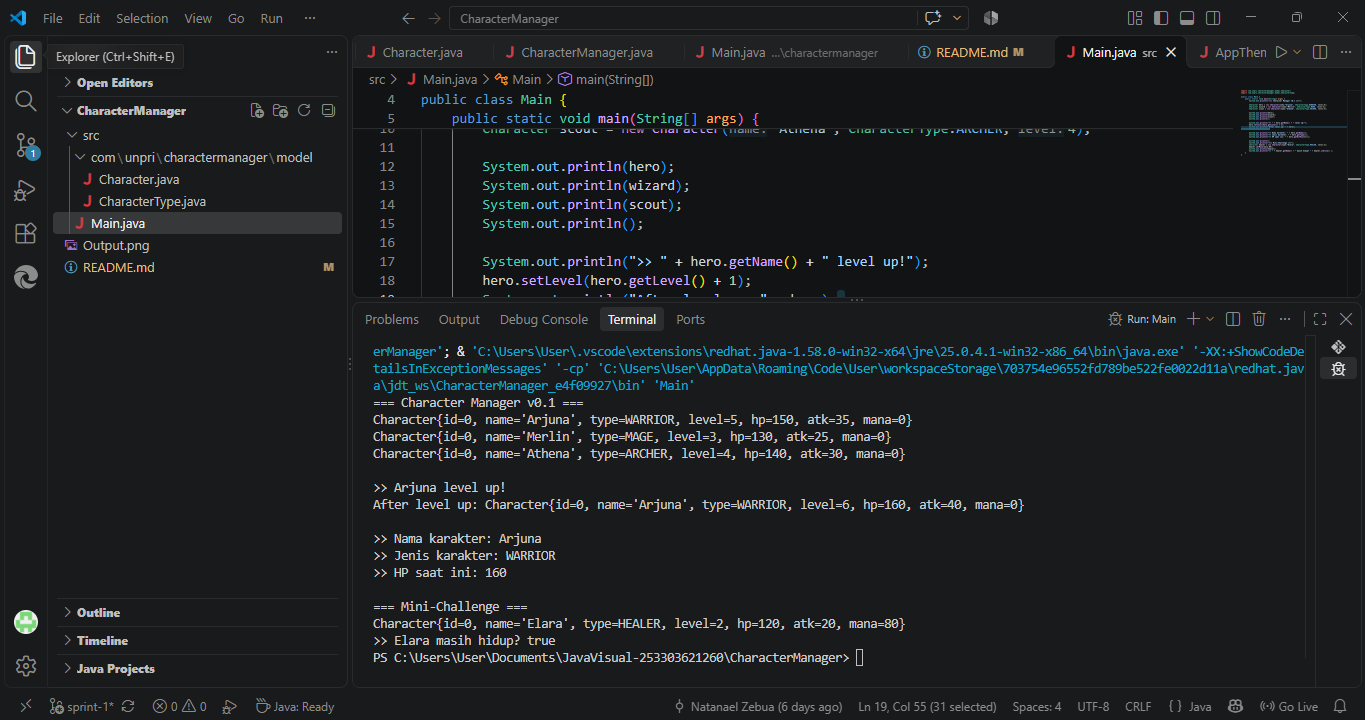 File Edit Selection View Go Run ···
CharacterManager
Explorer (Ctrl+Shift+E)
Open Editors
CharacterManager
src
com\unpri\charactermanager\model
Character.java
CharacterType.java
Main.java
Output.png
README.md M
Outline
Timeline
Java Projects
1
Character.java CharacterManager.java Main.java ...\charactermanager README.md M Main.java src AppThem
src > Main.java > Main > main(String[])
4 public class Main {
5 public static void main(String[] args) {
10 Character scout = new Character(name: "Athena", CharacterType.ARCHER, level: 4);
11
12 System.out.println(hero);
13 System.out.println(wizard);
14 System.out.println(scout);
15 System.out.println();
16
17 System.out.println(">> " + hero.getName() + " level up!");
18 hero.setLevel(hero.getLevel() + 1);
Problems Output Debug Console Terminal Ports
Run: Main
erManager'; & 'C:\Users\User\.vscode\extensions\redhat.java-1.58.0-win32-x64\jre\25.0.4.1-win32-x86_64\bin\java.exe' '-XX:+ShowCodeDe
tailsInExceptionMessages' '-cp' 'C:\Users\User\AppData\Roaming\Code\User\workspaceStorage\703754e96552fd789be522fe0022d11a\redhat.jav
a\jdt_ws\CharacterManager_e4f09927\bin' 'Main'
=== Character Manager v0.1 ===
Character{id=0, name='Arjuna', type=WARRIOR, level=5, hp=150, atk=35, mana=0}
Character{id=0, name='Merlin', type=MAGE, level=3, hp=130, atk=25, mana=0}
Character{id=0, name='Athena', type=ARCHER, level=4, hp=140, atk=30, mana=0}
>> Arjuna level up!
After level up: Character{id=0, name='Arjuna', type=WARRIOR, level=6, hp=160, atk=40, mana=0}
>> Nama karakter: Arjuna
>> Jenis karakter: WARRIOR
>> HP saat ini: 160
=== Mini-Challenge ===
Character{id=0, name='Elara', type=HEALER, level=2, hp=120, atk=20, mana=80}
>> Elara masih hidup? true
PS C:\Users\User\Documents\JavaVisual-253303621260\CharacterManager>
sprint-1* 0 0 Java: Ready
Natanael Zebua (6 days ago) Ln 19, Col 55 (31 selected) Spaces: 4 UTF-8 CRLF {} Java Go Live